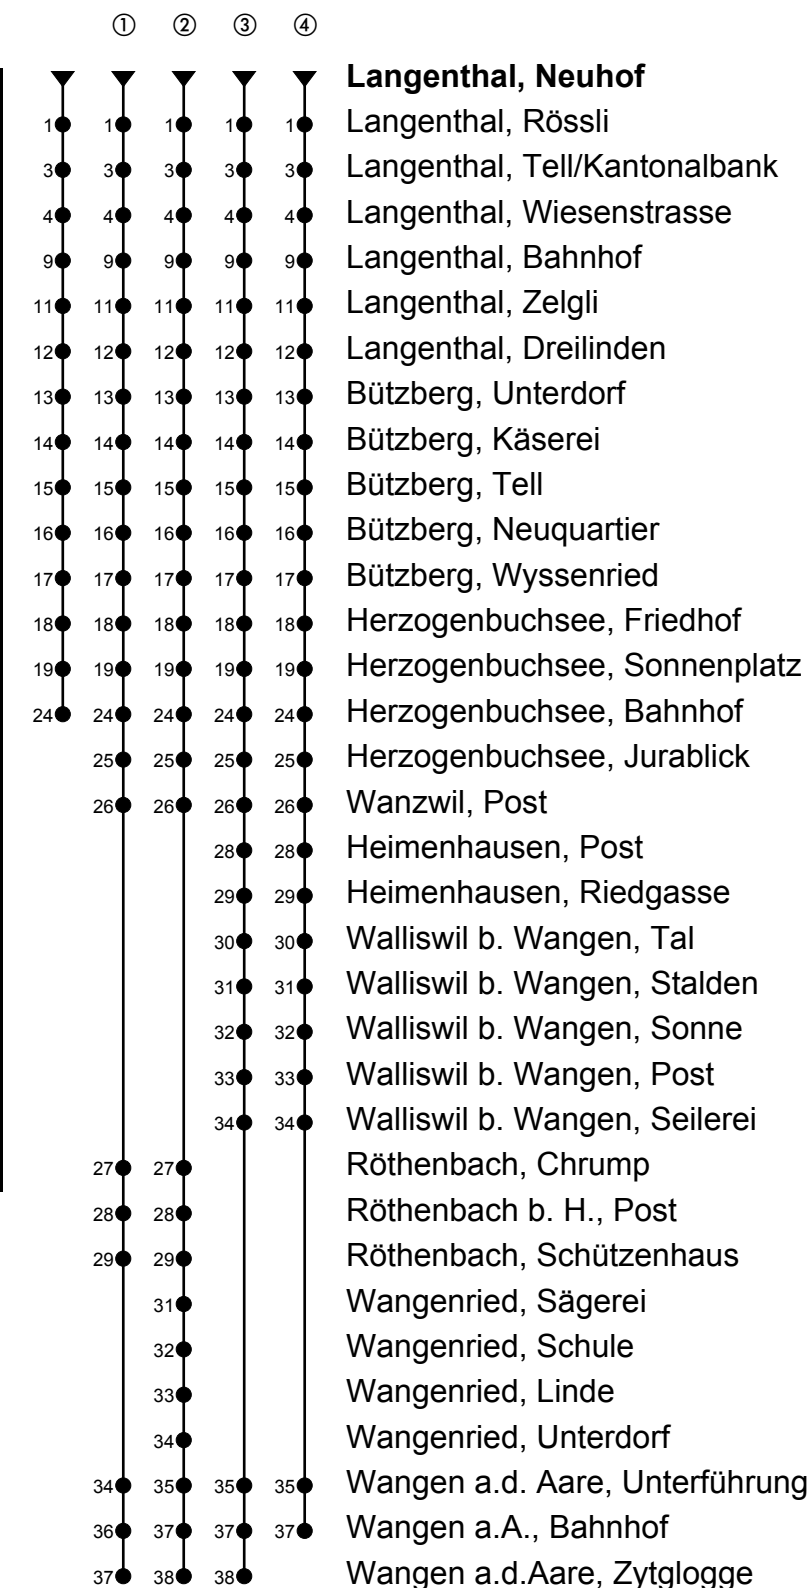 ① ② ③ ④
Langenthal, Neuhof
1 1 1 1 1 Langenthal, Rössli
3 3 3 3 3 Langenthal, Tell/Kantonalbank
4 4 4 4 4 Langenthal, Wiesenstrasse
9 9 9 9 9 Langenthal, Bahnhof
11 11 11 11 11 Langenthal, Zelgli
12 12 12 12 12 Langenthal, Dreilinden
13 13 13 13 13 Bützberg, Unterdorf
14 14 14 14 14 Bützberg, Käserei
15 15 15 15 15 Bützberg, Tell
16 16 16 16 16 Bützberg, Neuquartier
17 17 17 17 17 Bützberg, Wyssenried
18 18 18 18 18 Herzogenbuchsee, Friedhof
19 19 19 19 19 Herzogenbuchsee, Sonnenplatz
24 24 24 24 24 Herzogenbuchsee, Bahnhof
25 25 25 25 Herzogenbuchsee, Jurablick
26 26 26 26 Wanzwil, Post
28 28 Heimenhausen, Post
29 29 Heimenhausen, Riedgasse
30 30 Walliswil b. Wangen, Tal
31 31 Walliswil b. Wangen, Stalden
32 32 Walliswil b. Wangen, Sonne
33 33 Walliswil b. Wangen, Post
34 34 Walliswil b. Wangen, Seilerei
27 27 Röthenbach, Chrump
28 28 Röthenbach b. H., Post
29 29 Röthenbach, Schützenhaus
31 Wangenried, Sägerei
32 Wangenried, Schule
33 Wangenried, Linde
34 Wangenried, Unterdorf
34 35 35 35 Wangen a.d. Aare, Unterführung
36 37 37 37 Wangen a.A., Bahnhof
37 38 38 Wangen a.d.Aare, Zytglogge